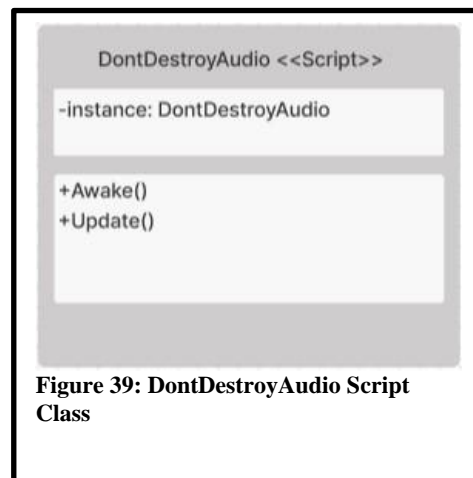 DontDestroyAudio <<Script>>
-instance: DontDestroyAudio
+Awake()
+Update()
Figure 39: DontDestroyAudio Script
Class